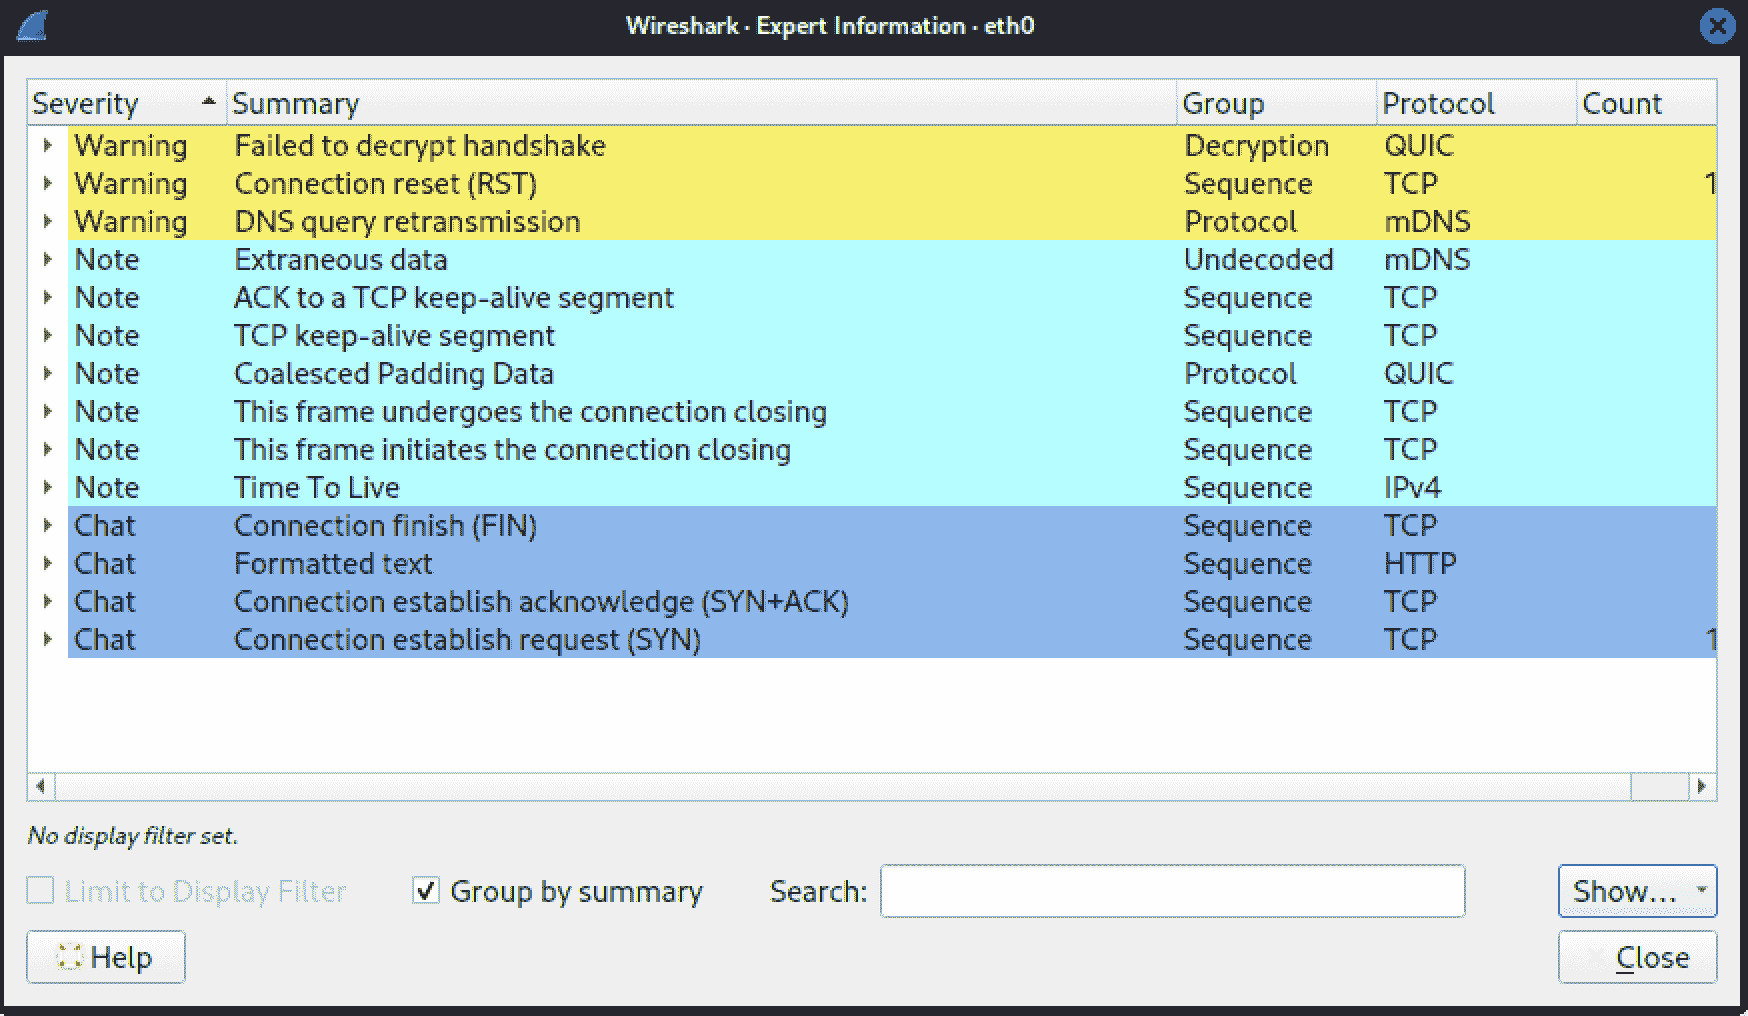 Wireshark · Expert Information · eth0
Severity Summary Group Protocol Count
Warning Failed to decrypt handshake Decryption QUIC
Warning Connection reset (RST) Sequence TCP 1
Warning DNS query retransmission Protocol mDNS
Note Extraneous data Undecoded mDNS
Note ACK to a TCP keep-alive segment Sequence TCP
Note TCP keep-alive segment Sequence TCP
Note Coalesced Padding Data Protocol QUIC
Note This frame undergoes the connection closing Sequence TCP
Note This frame initiates the connection closing Sequence TCP
Note Time To Live Sequence IPv4
Chat Connection finish (FIN) Sequence TCP
Chat Formatted text Sequence HTTP
Chat Connection establish acknowledge (SYN+ACK) Sequence TCP
Chat Connection establish request (SYN) Sequence TCP 1
No display filter set.
Limit to Display Filter Group by summary Search: Show...
Help Close